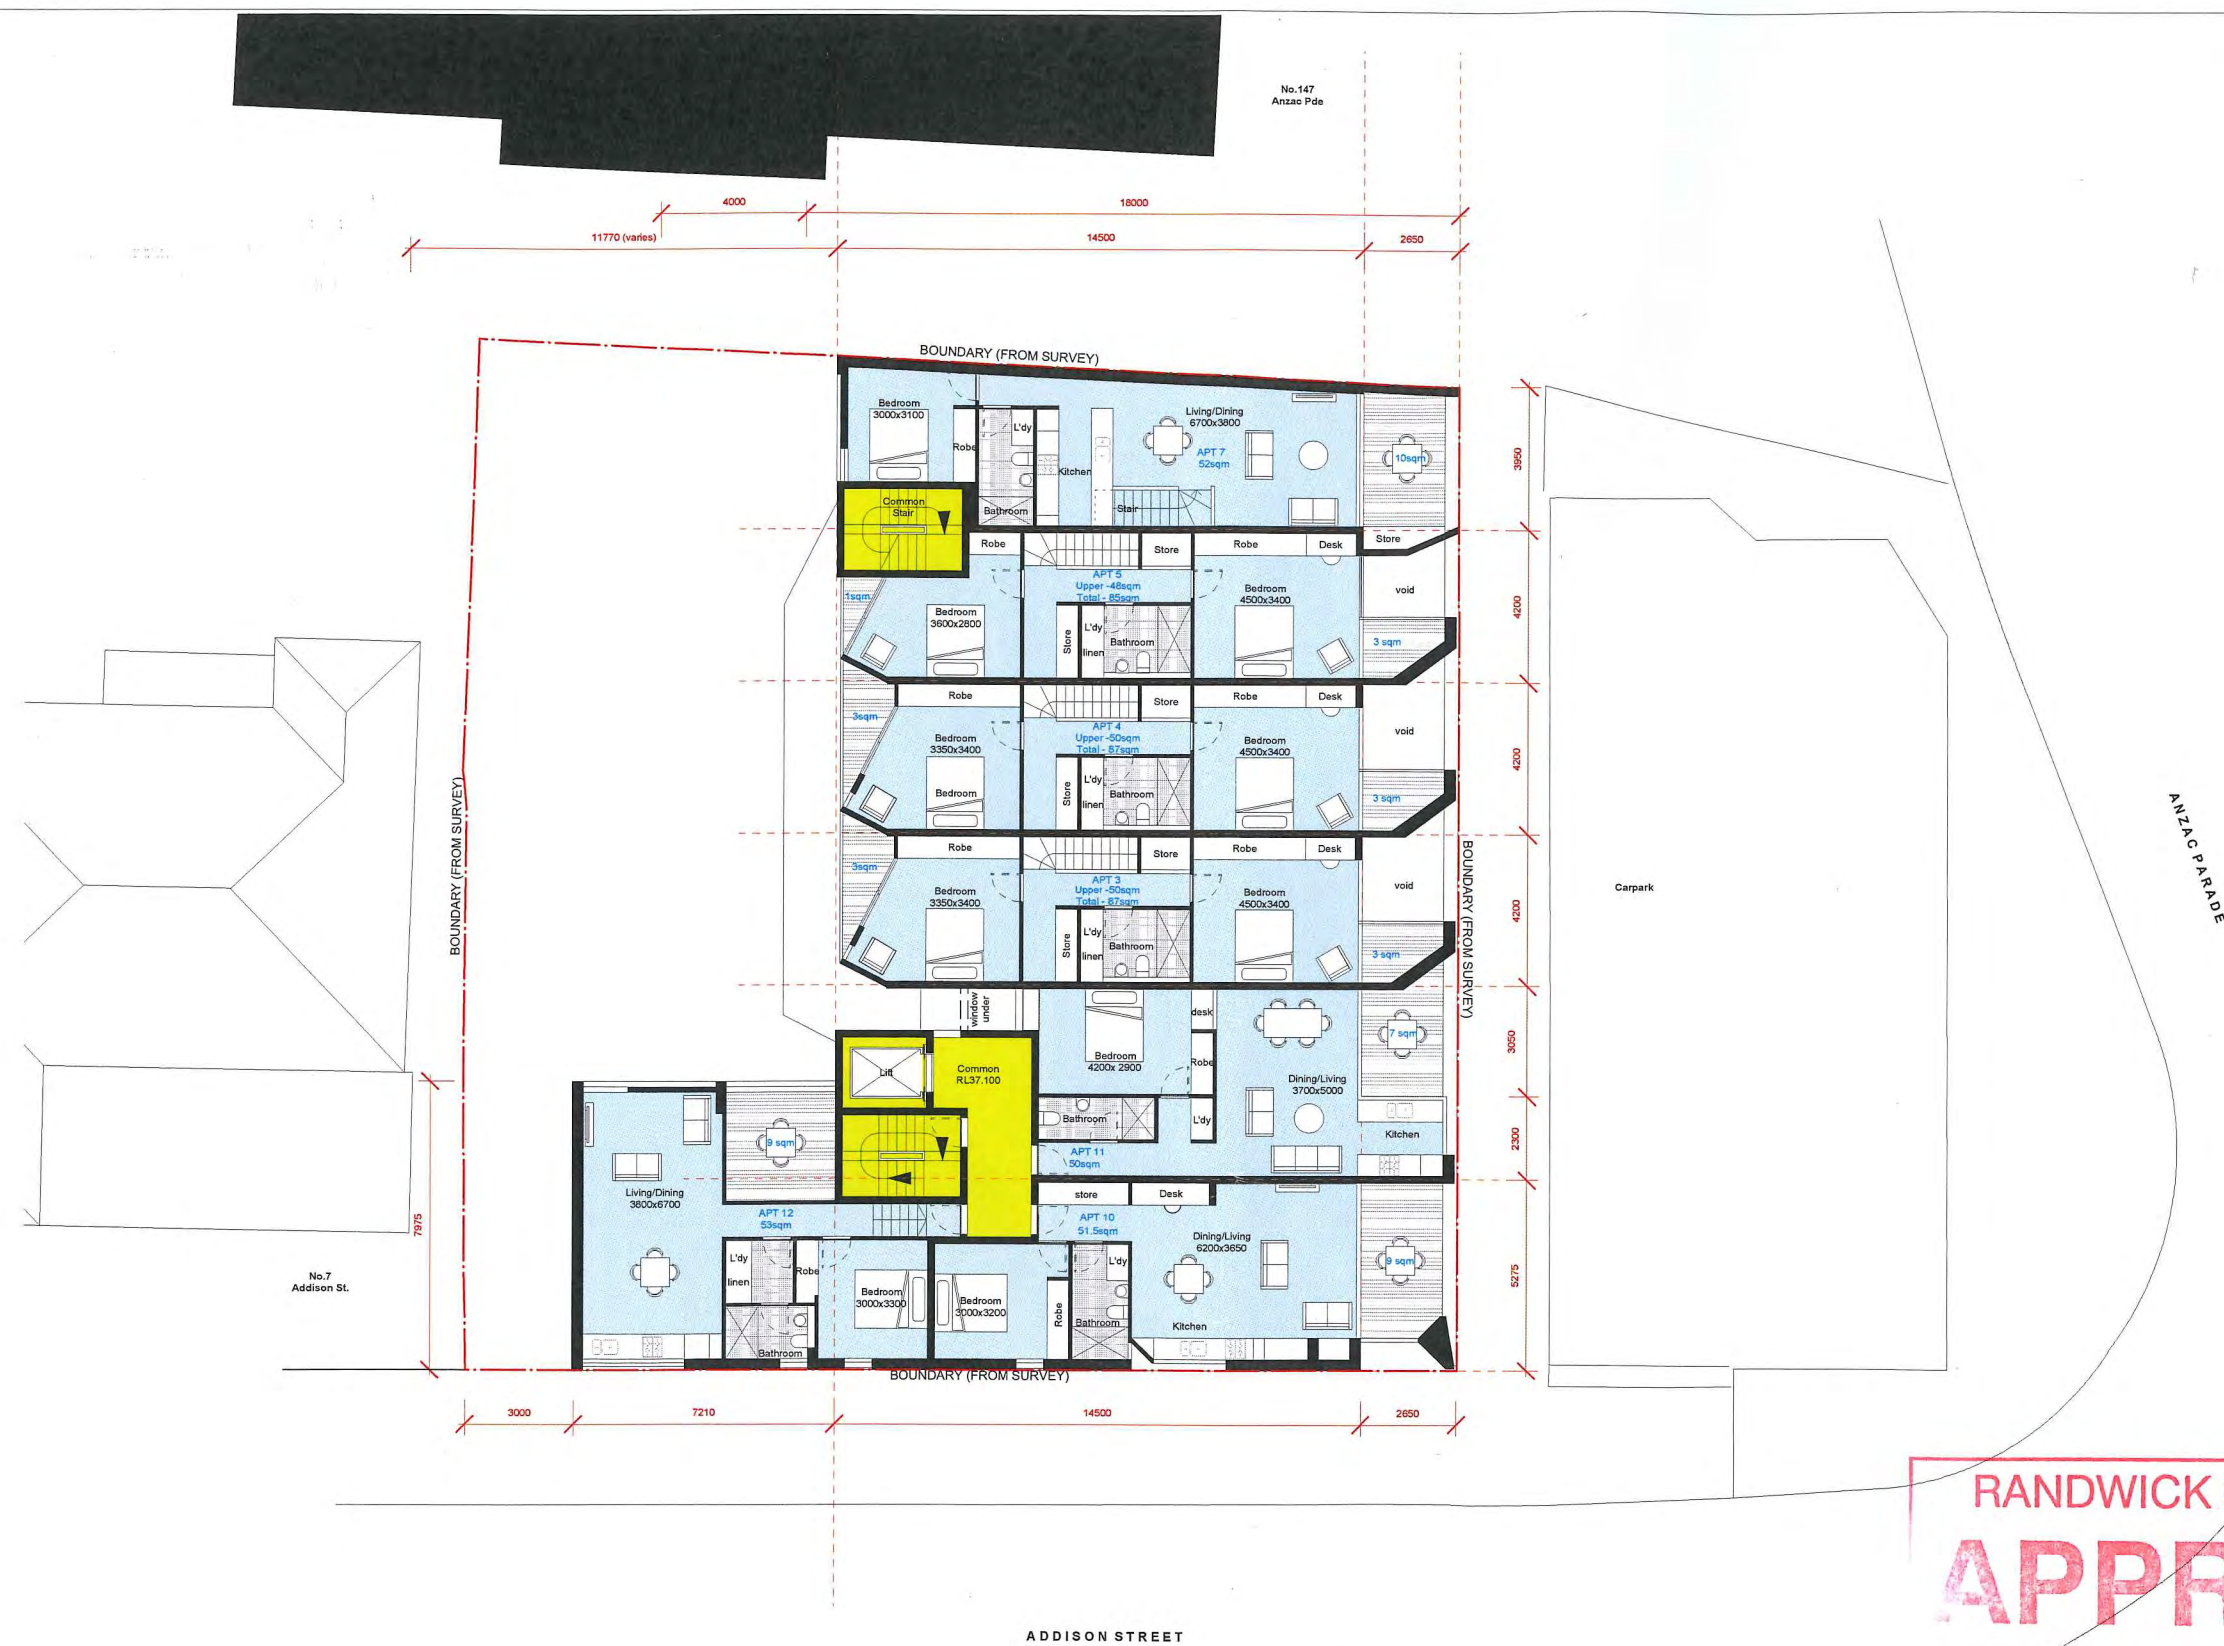 No.147
Anzac Pde
4000
18000
11770 (varies)
14500
2650
BOUNDARY (FROM SURVEY)
Bedroom
3000x3100
Robe
L'dy
Bathroom
Kitchen
Living/Dining
6700x3800
APT 7
52sqm
Stair
10sqm
3950
Common
Stair
Robe
Store
Robe
Desk
Store
APT 5
Upper -48sqm
Total - 85sqm
1sqm
Bedroom
3600x2800
Store
L'dy
linen
Bathroom
Bedroom
4500x3400
void
3 sqm
4200
Robe
Store
Robe
Desk
3sqm
APT 4
Upper -50sqm
Total - 87sqm
Bedroom
3350x3400
Bedroom
Store
L'dy
linen
Bathroom
Bedroom
4500x3400
void
3 sqm
4200
Robe
Store
Robe
Desk
3sqm
APT 3
Upper -50sqm
Total - 87sqm
Bedroom
3350x3400
Store
L'dy
linen
Bathroom
Bedroom
4500x3400
void
3 sqm
4200
BOUNDARY (FROM SURVEY)
BOUNDARY (FROM SURVEY)
Carpark
ANZAC PARADE
window
under
desk
Bedroom
4200x 2900
Robe
7 sqm
3050
Lift
Common
RL37.100
Dining/Living
3700x5000
Bathroom
L'dy
Kitchen
2300
APT 11
50sqm
9 sqm
Living/Dining
3800x6700
APT 12
53sqm
store
Desk
APT 10
51.5sqm
Dining/Living
6200x3650
9 sqm
5275
7975
No.7
Addison St.
L'dy
linen
Robe
Bathroom
Bedroom
3000x3300
Bedroom
3000x3200
Robe
L'dy
Bathroom
Kitchen
BOUNDARY (FROM SURVEY)
3000
7210
14500
2650
RANDWICK
APPR
ADDISON STREET